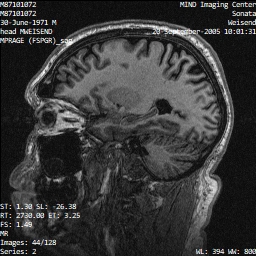 M87101072
M87101072
30-June-1971 M
head MWEISEND
MPRAGE (FSPGR)_sag
MIND Imaging Center
Sonata
Weisend
20-September-2005 10:01:31
ST: 1.30 SL: -26.38
RT: 2730.00 ET: 3.25
FS: 1.49
MR
Images: 44/128
Series: 2
WL: 394 WW: 800